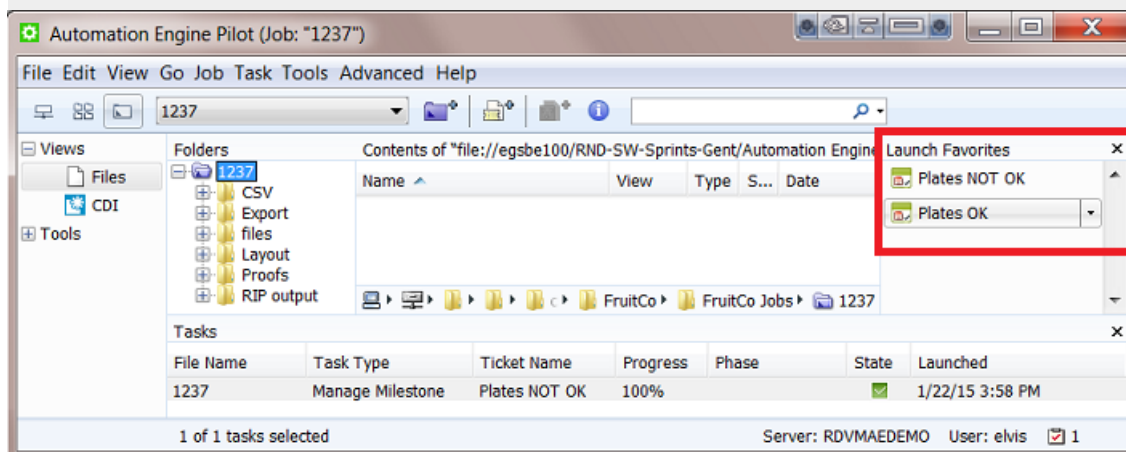 Automation Engine Pilot (Job: "1237")
File Edit View Go Job Task Tools Advanced Help
1237
Views
Files
CDI
Tools
Folders
1237
CSV
Export
files
Layout
Proofs
RIP output
Contents of "file://egsbe100/RND-SW-Sprints-Gent/Automation Engine
Name View Type S... Date
c FruitCo FruitCo Jobs 1237
Launch Favorites
Plates NOT OK
Plates OK
Tasks
File Name Task Type Ticket Name Progress Phase State Launched
1237 Manage Milestone Plates NOT OK 100% 1/22/15 3:58 PM
1 of 1 tasks selected Server: RDVMAEDEMO User: elvis 1